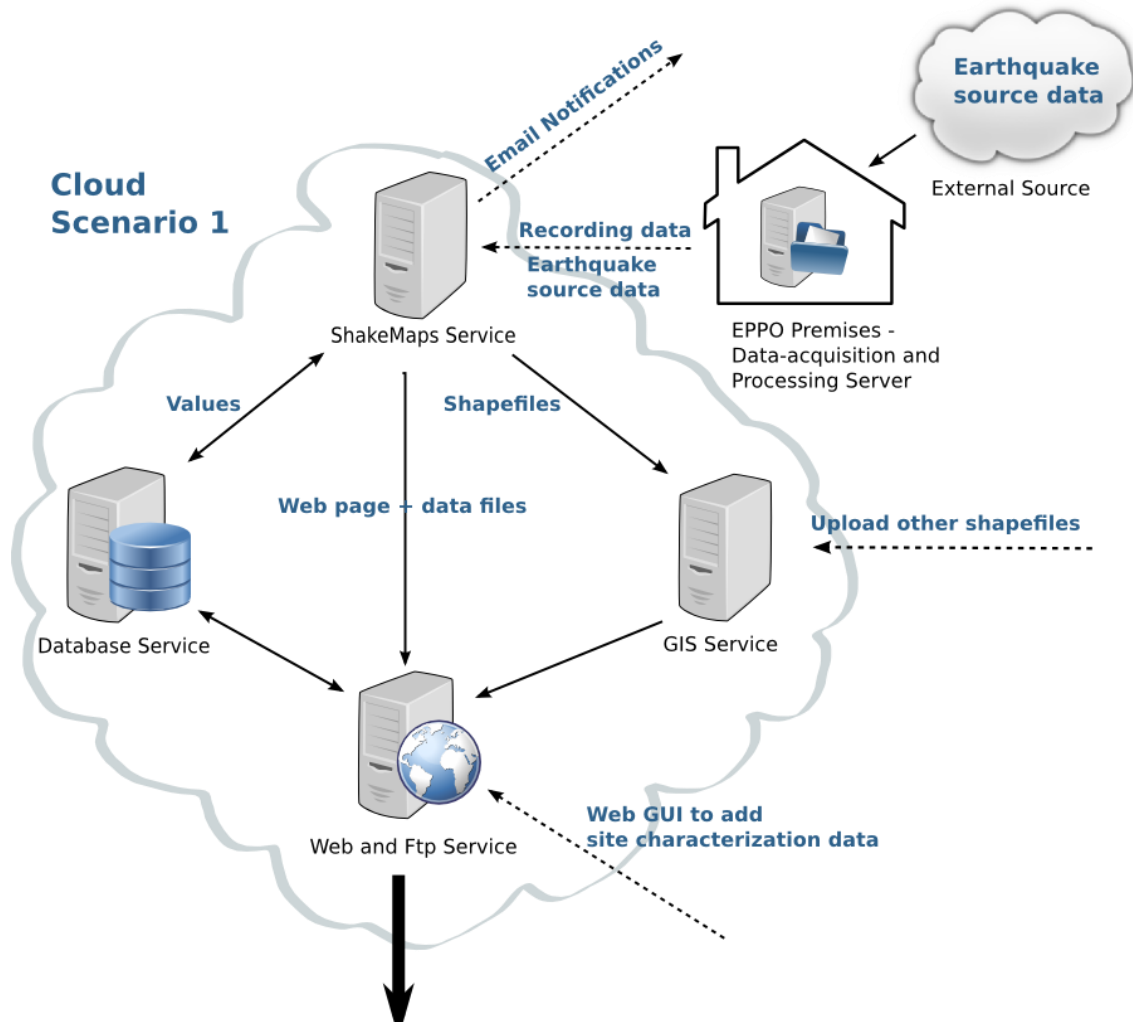 Email Notifications
Earthquake
source data
External Source
Cloud
Scenario 1
Recording data
Earthquake
source data
ShakeMaps Service
EPPO Premises -
Data-acquisition and
Processing Server
Values
Shapefiles
Web page + data files
Upload other shapefiles
Database Service
GIS Service
Web GUI to add
site characterization data
Web and Ftp Service